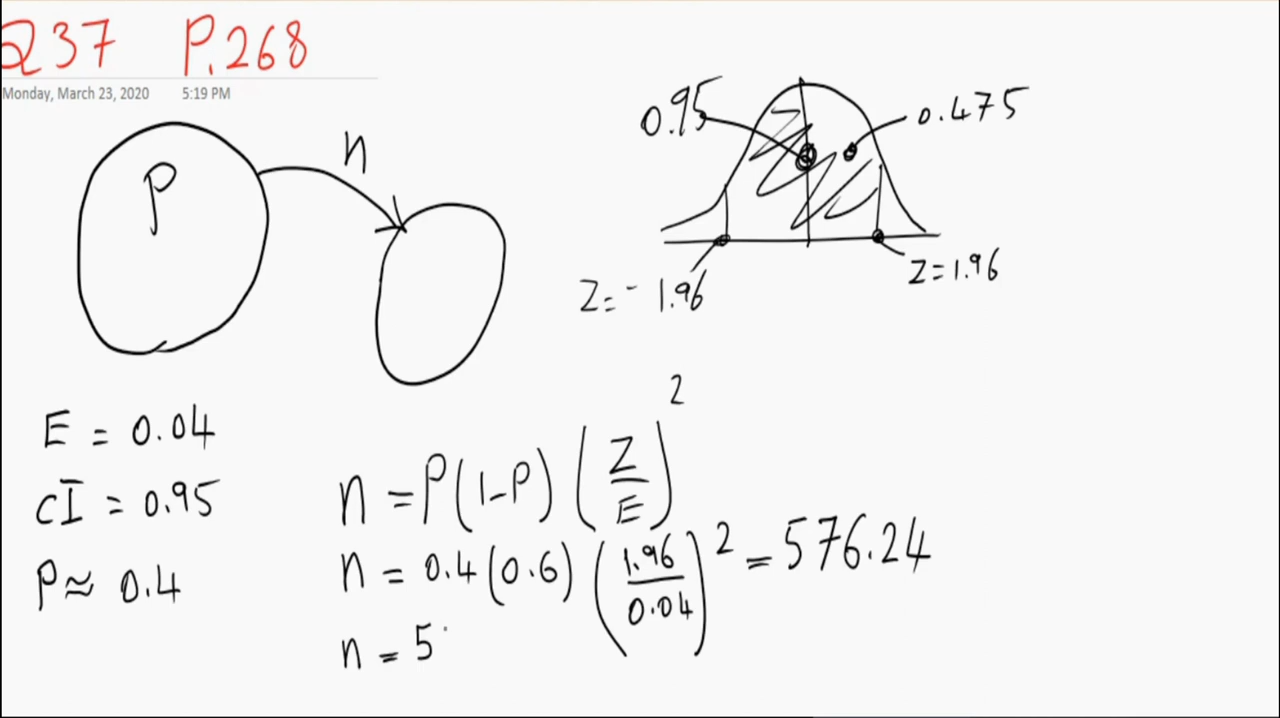 Q37 P.268
Monday, March 23, 2020 5:19 PM
P
n
0.95
0.475
Z=-1.96
Z=1.96
E = 0.04
CI = 0.95
P≈ 0.4
n = P(1-P) (Z/E)²
n = 0.4(0.6) (1.96/0.04)² = 576.24
n = 5